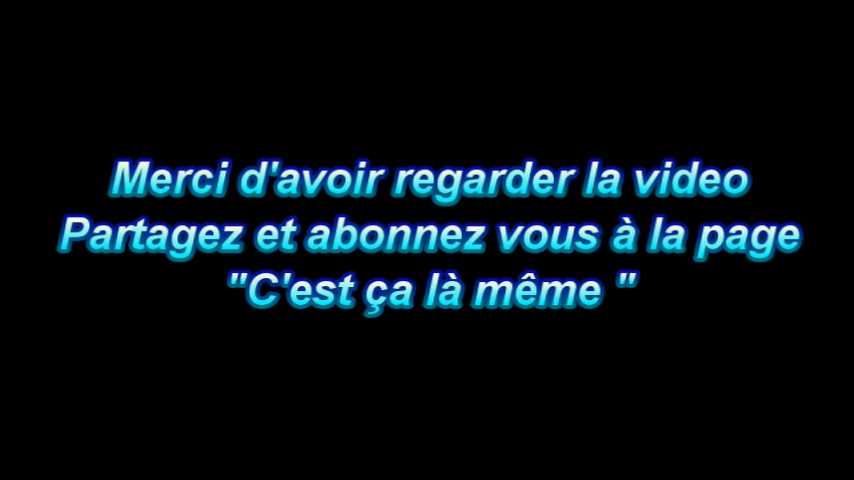 Merci d'avoir regarder la video
Partagez et abonnez vous à la page
"C'est ça là même "